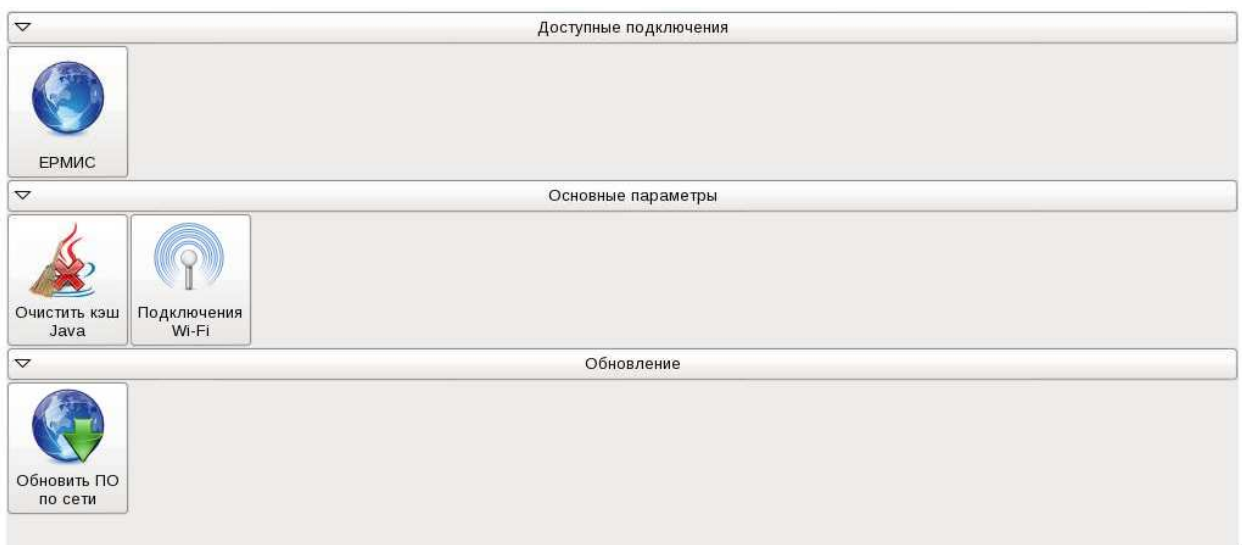 Доступные подключения
ЕРМИС
Основные параметры
Очистить кэш
Java
Подключения
Wi-Fi
Обновление
Обновить ПО
по сети